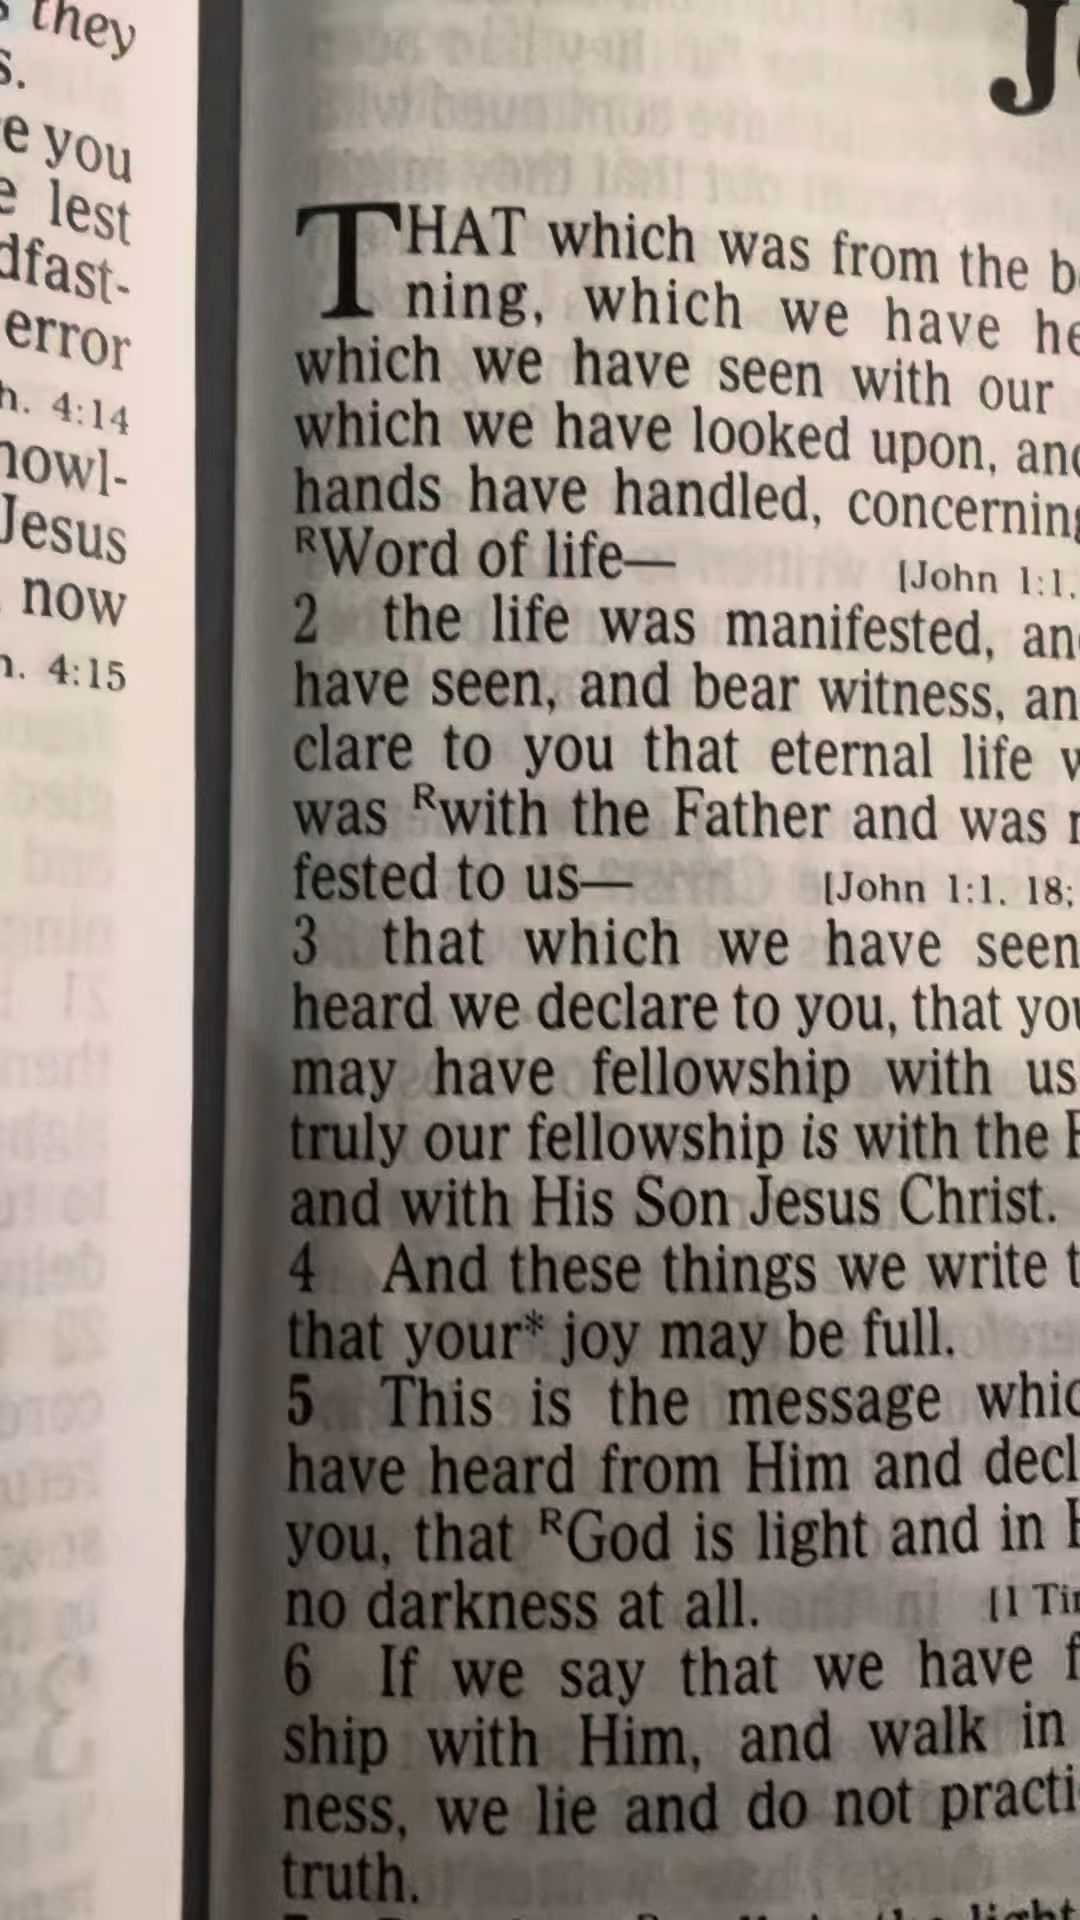 they
s.
e you
e lest
dfast-
error
h. 4:14
nowl-
Jesus
now
h. 4:15
J
THAT which was from the b
ning, which we have he
which we have seen with our
which we have looked upon, and
hands have handled, concerning
RWord of life—
[John 1:1.
2 the life was manifested, an
have seen, and bear witness, an
clare to you that eternal life w
was Rwith the Father and was
fested to us—
[John 1:1. 18;
3 that which we have seen
heard we declare to you, that you
may have fellowship with us
truly our fellowship is with the F
and with His Son Jesus Christ.
4 And these things we write t
that your* joy may be full.
5 This is the message whic
have heard from Him and decl
you, that RGod is light and in H
no darkness at all.
[1 Tim
6 If we say that we have f
ship with Him, and walk in
ness, we lie and do not practi
truth.